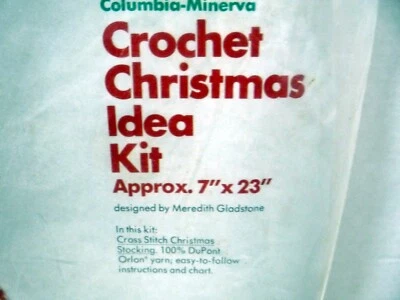 Columbia-Minerva
Crochet
Christmas
Idea
Kit
Approx. 7" x 23"
designed by Meredith Gladstone
In this kit:
Cross Stitch Christmas
Stocking. 100% DuPont
Orlon® yarn; easy-to-follow
instructions and chart.